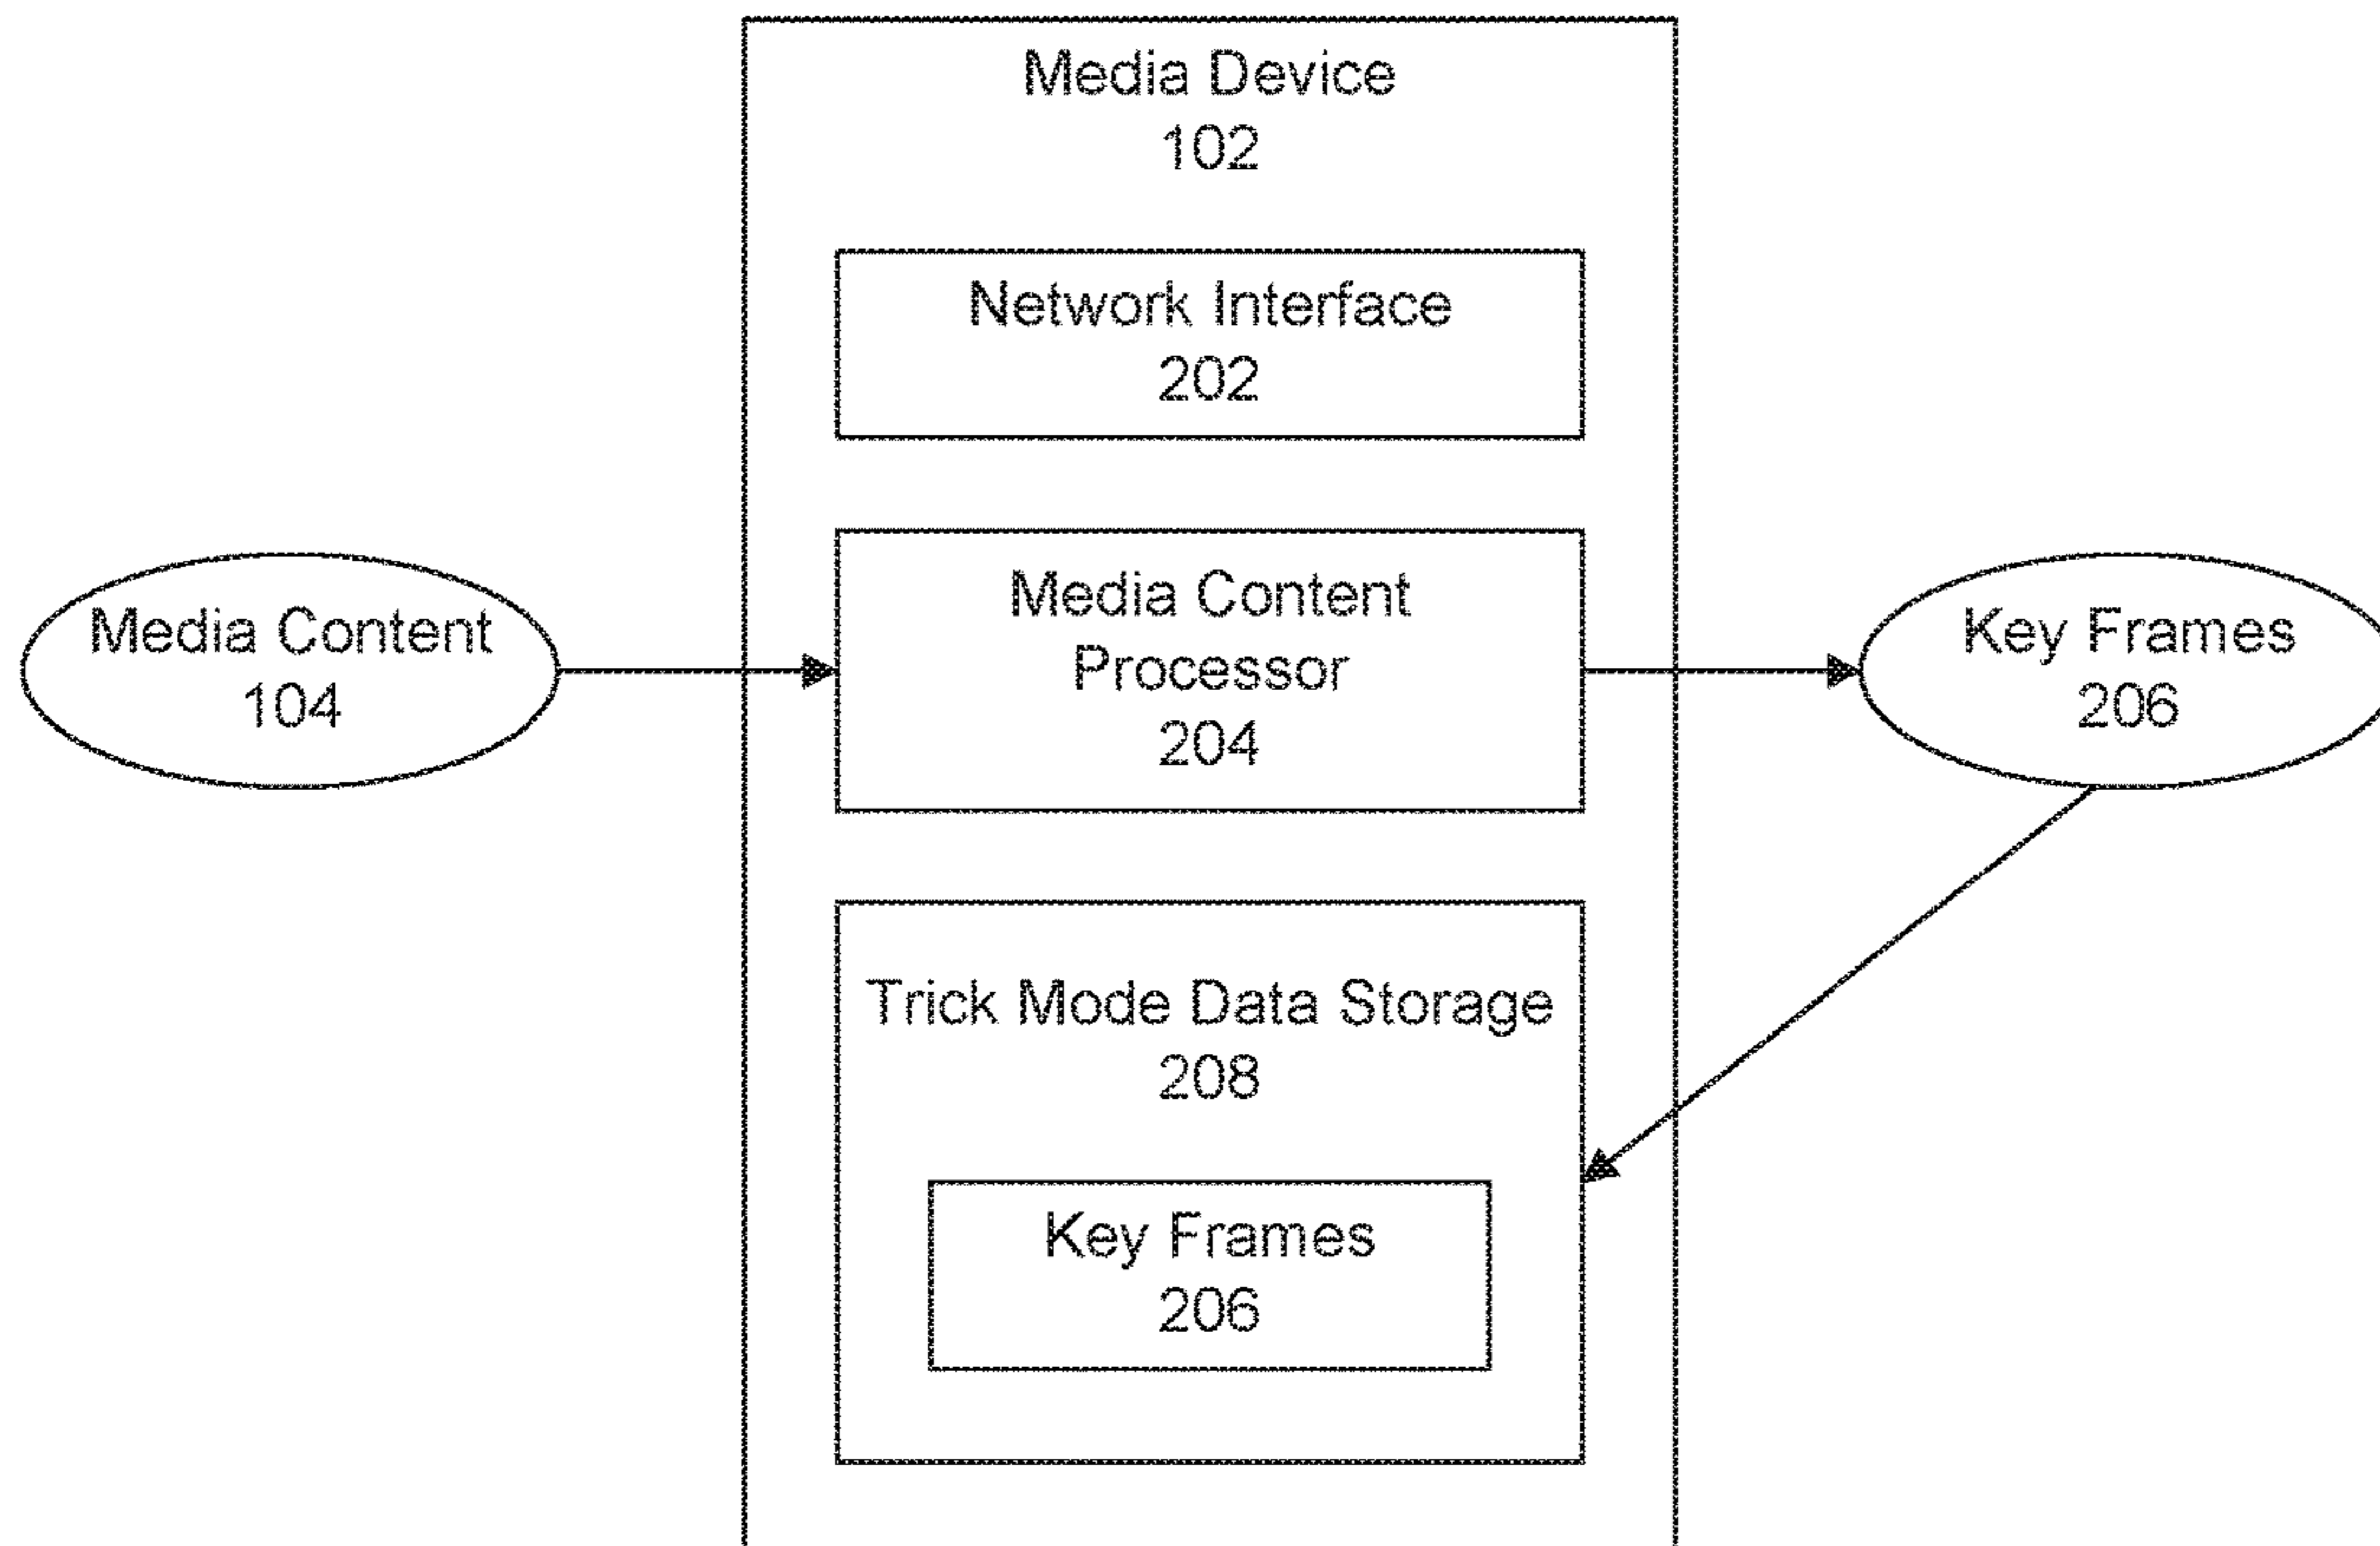 Media Device
102
Network Interface
202
Media Content
Processor
204
Media Content
104
Key Frames
206
Trick Mode Data Storage
208
Key Frames
206